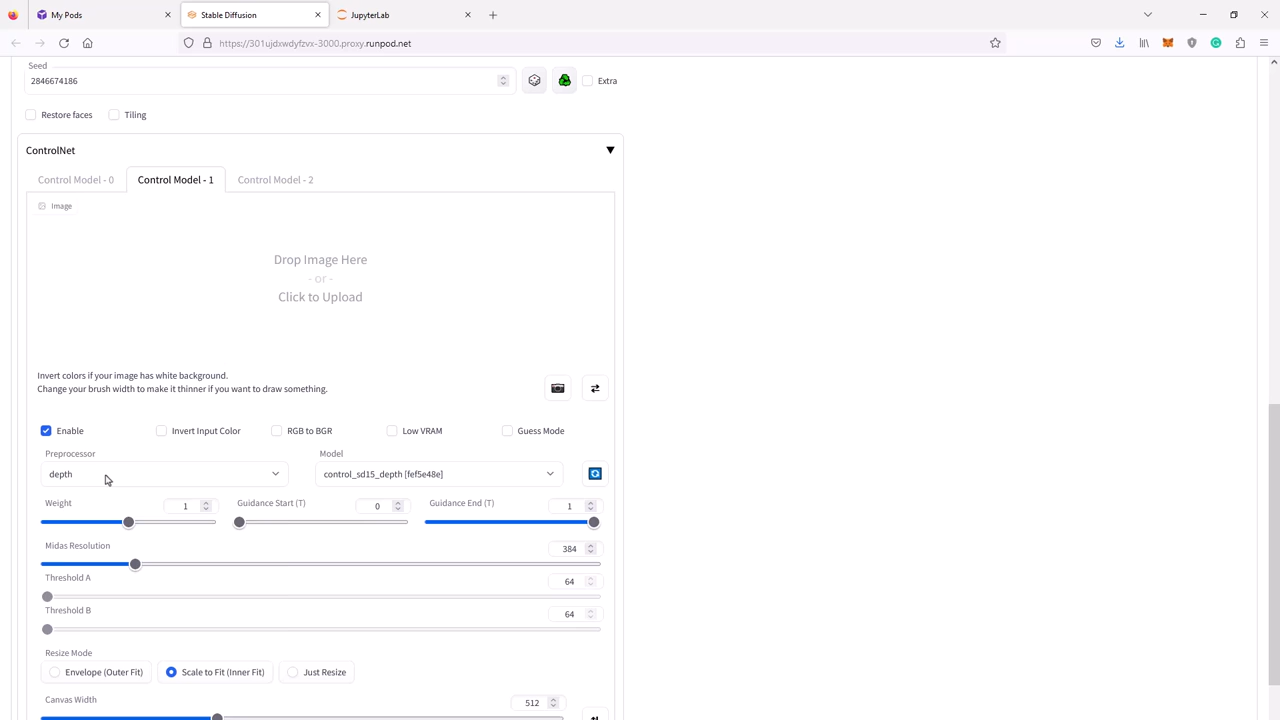 My Pods
Stable Diffusion
JupyterLab
https://301ujdxwdyfzvx-3000.proxy.runpod.net
Seed
2846674186
Extra
Restore faces
Tiling
ControlNet
Control Model - 0
Control Model - 1
Control Model - 2
Image
Drop Image Here
- or -
Click to Upload
Invert colors if your image has white background.
Change your brush width to make it thinner if you want to draw something.
Enable
Invert Input Color
RGB to BGR
Low VRAM
Guess Mode
Preprocessor
Model
depth
control_sd15_depth [fef5e48e]
Weight
1
Guidance Start (T)
0
Guidance End (T)
1
Midas Resolution
384
Threshold A
64
Threshold B
64
Resize Mode
Envelope (Outer Fit)
Scale to Fit (Inner Fit)
Just Resize
Canvas Width
512